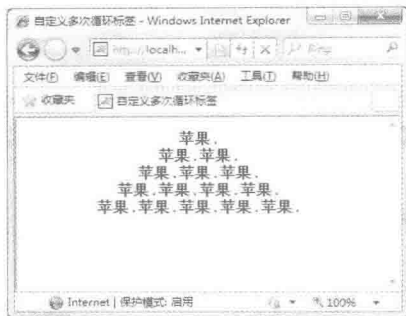 自定义多次循环标签 - Windows Internet Explorer
http://localh... Bing
文件(F) 编辑(E) 查看(V) 收藏夹(A) 工具(T) 帮助(H)
收藏夹 自定义多次循环标签
苹果.
苹果.苹果.
苹果.苹果.苹果.
苹果.苹果.苹果.苹果.
苹果.苹果.苹果.苹果.苹果.
Internet | 保护模式: 启用 100%